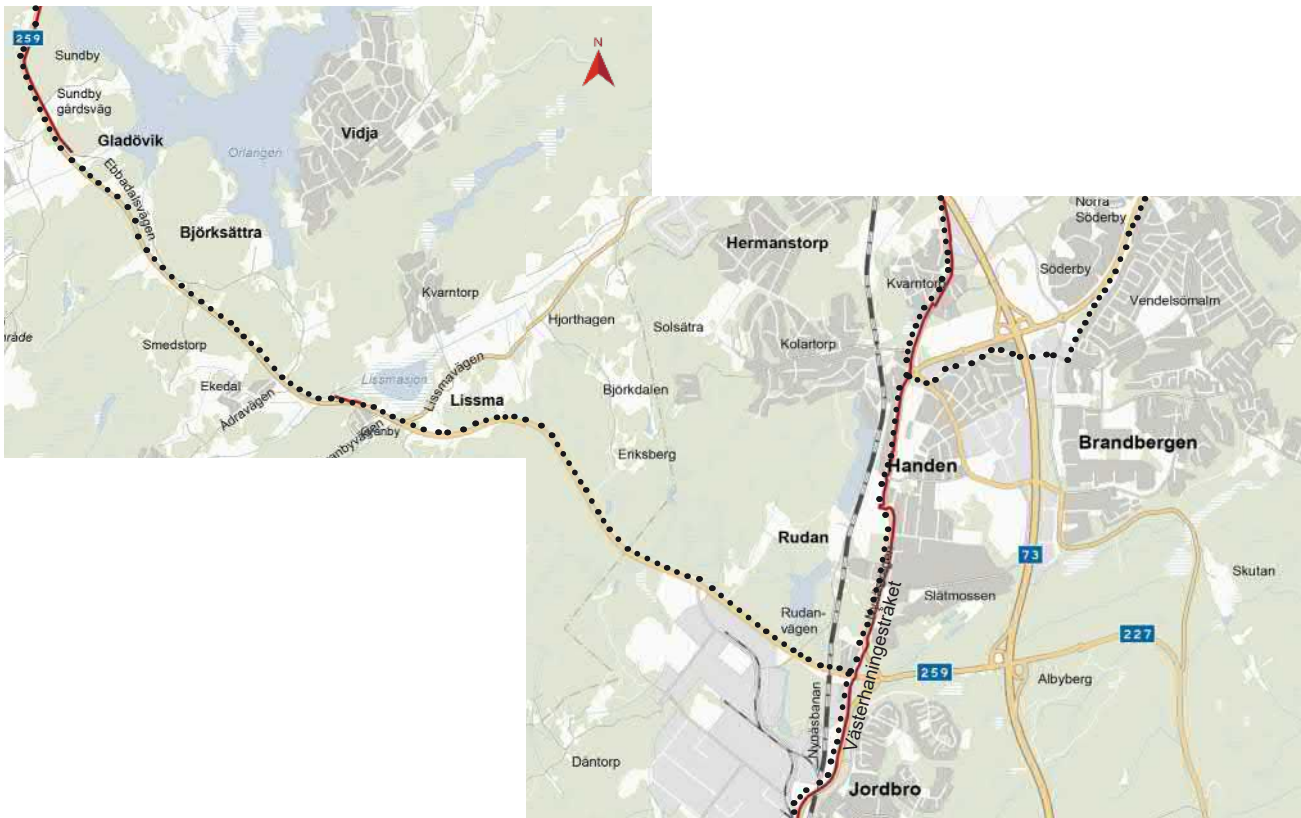 259
Sundby
Sundby
gårdsväg
Gladövik
Ebbadalsvägen
Orlången
Vidja
N
Björksättra
Kvarntorp
Hjorthagen
Smedstorp
Ekedal
Ådravägen
Lissmasjön
Lissmavägen
Lissma
Hermanstorp
Solsätra
Kolartorp
Björkdalen
Eriksberg
Norra
Söderby
Söderby
Kvarntorp
Vendelsömalm
Handen
Brandbergen
Rudan
73
Skutan
Slätmossen
Rudan-
vägen
Västerhaningestråket
227
259
Albyberg
Nynäsbanan
Dåntorp
Jordbro